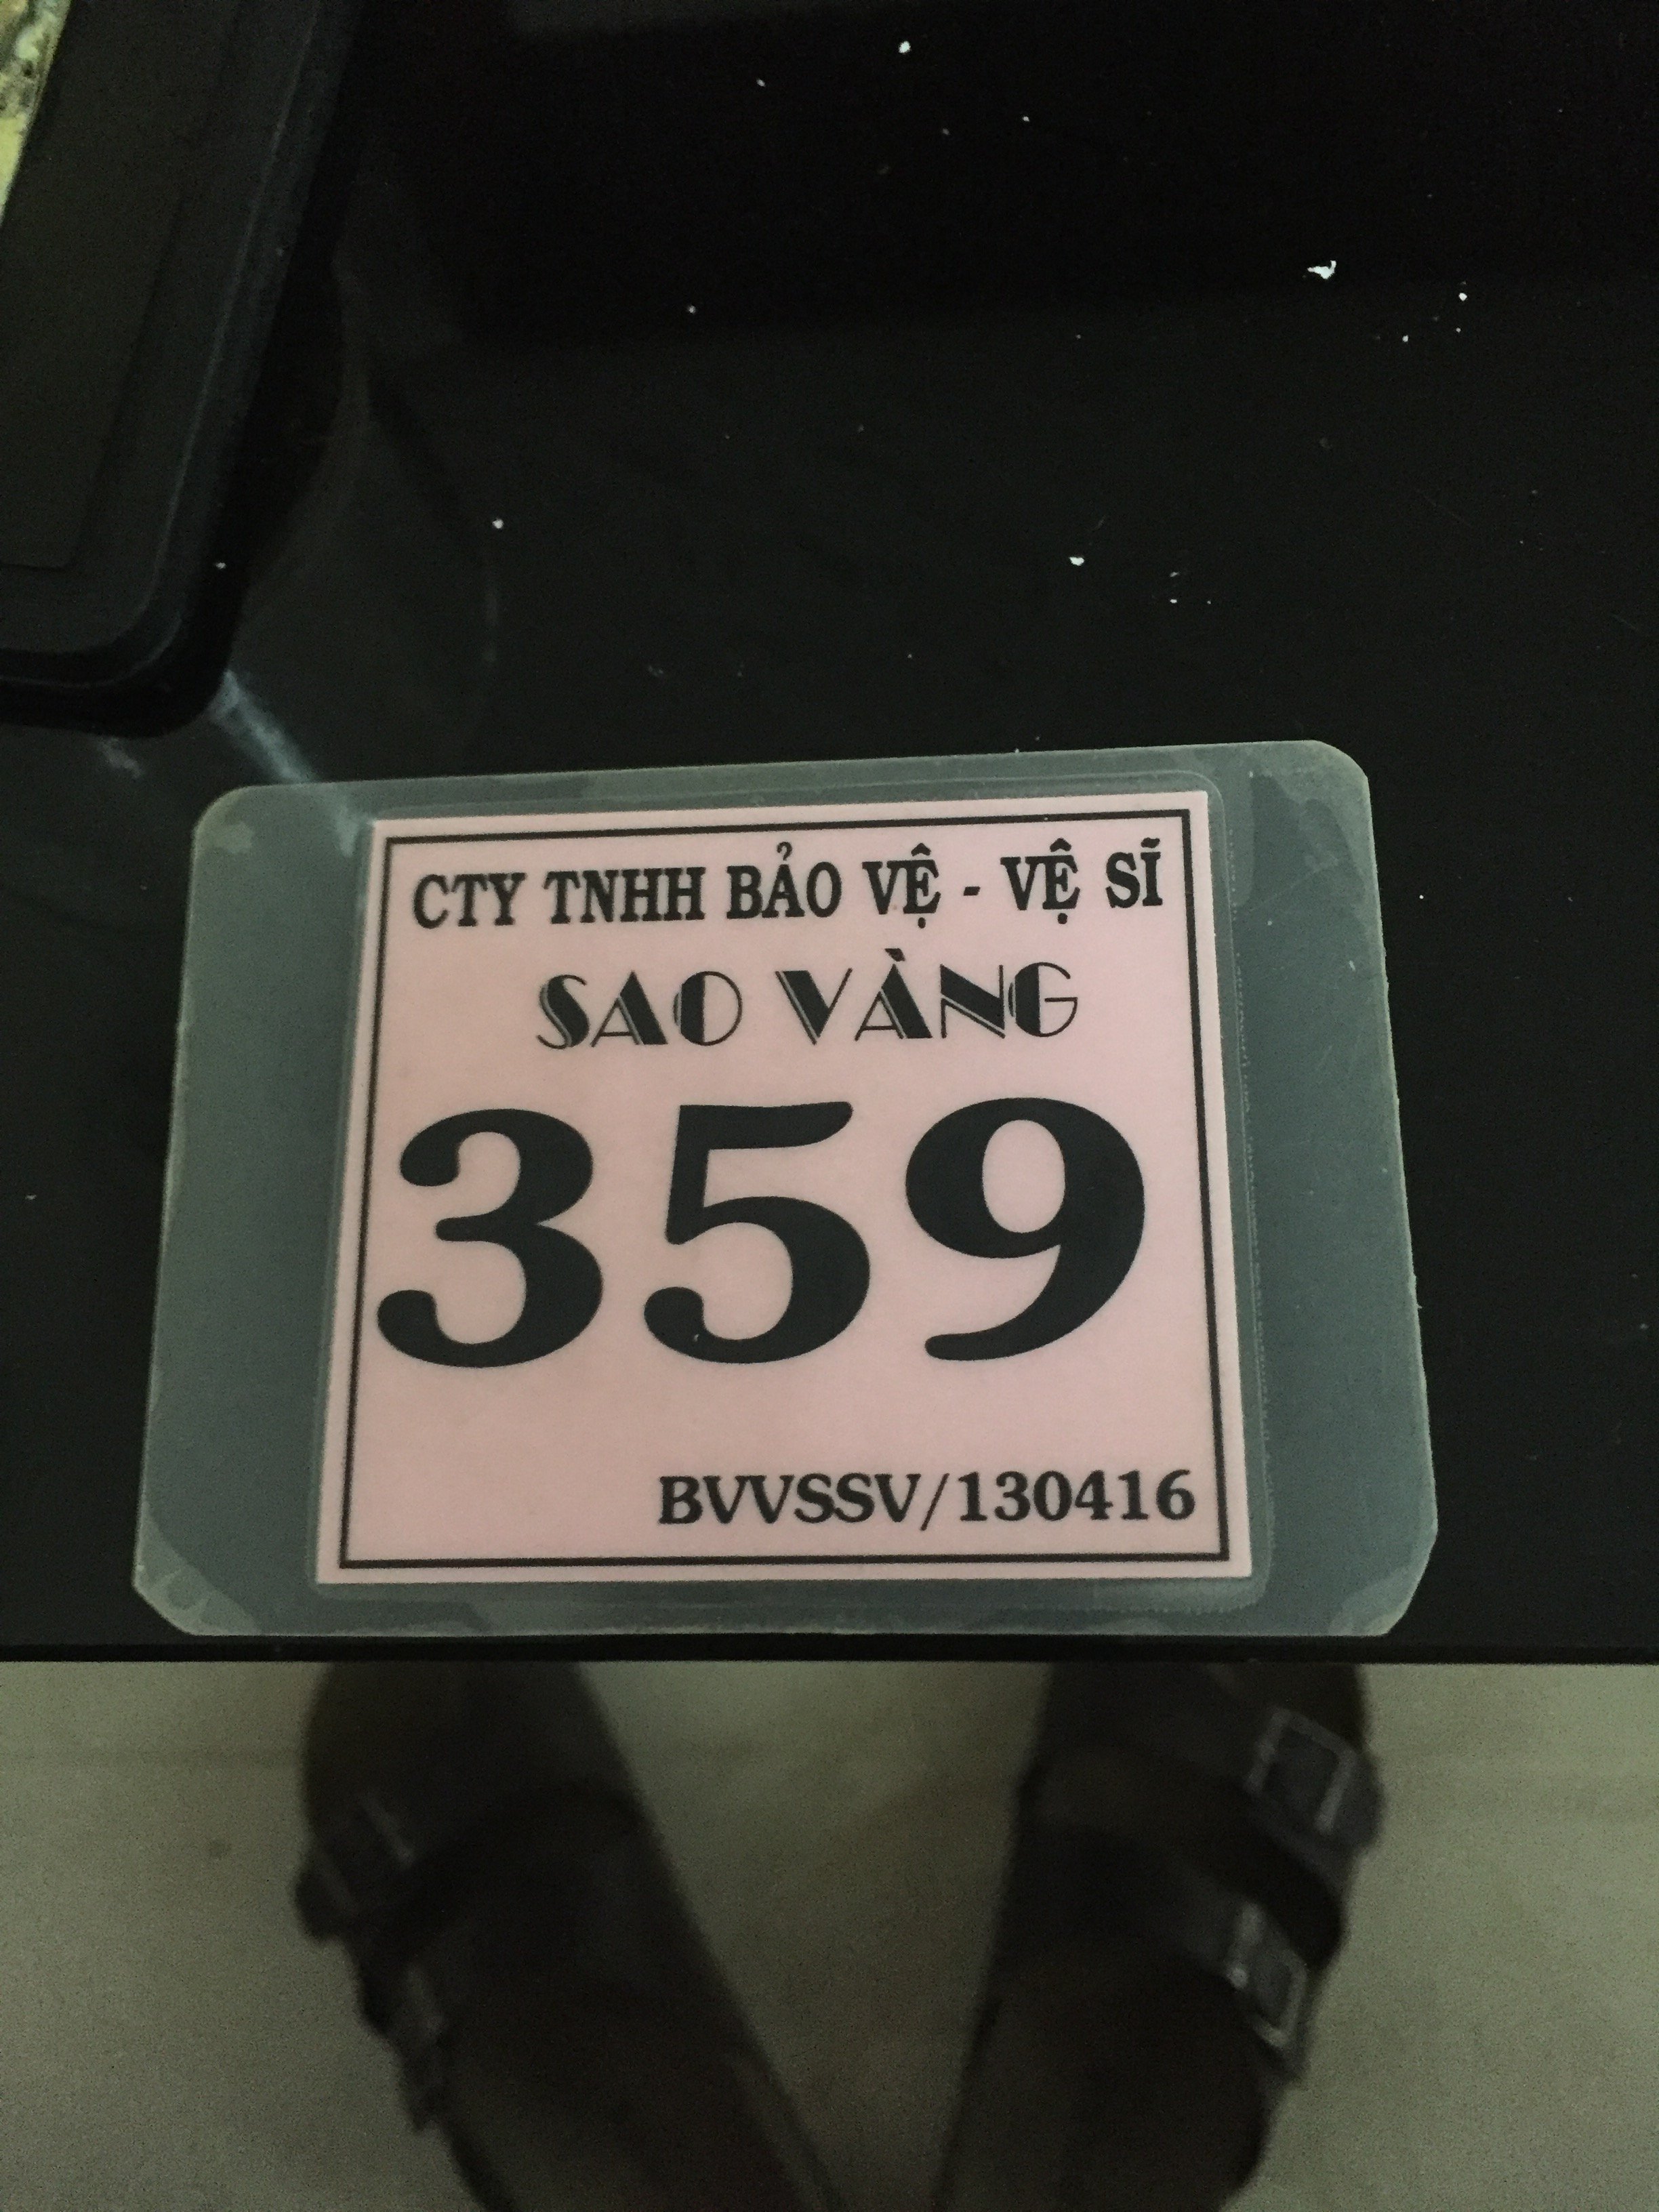 CTY TNHH BẢO VỆ - VỆ SĨ
SAO VÀNG
359
BVVSSV/130416